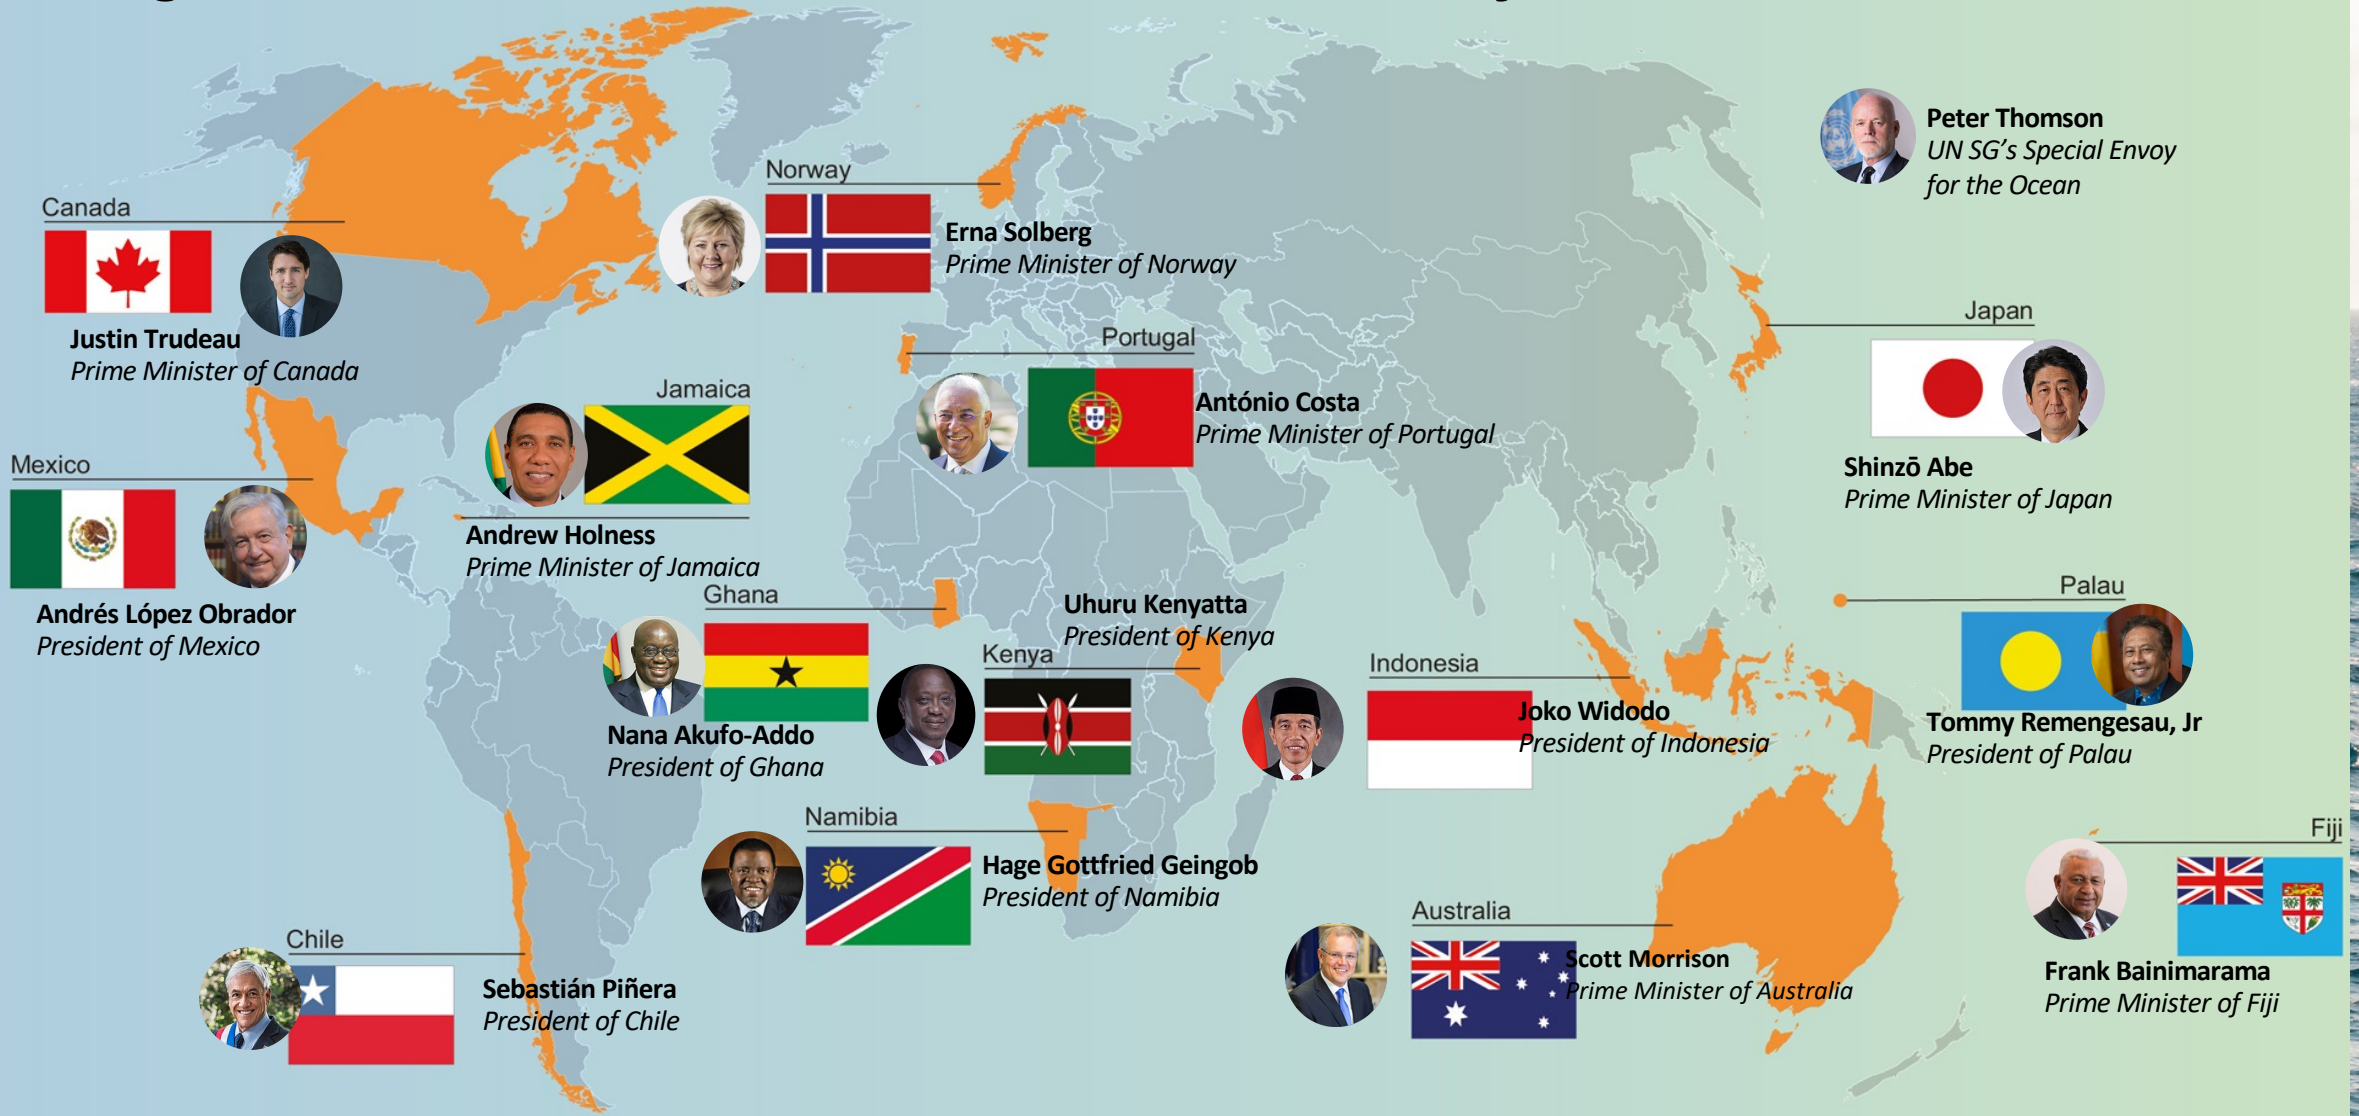 Peter Thomson
UN SG's Special Envoy
for the Ocean
Norway
Erna Solberg
Prime Minister of Norway
Canada
Justin Trudeau
Prime Minister of Canada
Japan
Shinzō Abe
Prime Minister of Japan
Portugal
António Costa
Prime Minister of Portugal
Jamaica
Andrew Holness
Prime Minister of Jamaica
Mexico
Andrés López Obrador
President of Mexico
Ghana
Nana Akufo-Addo
President of Ghana
Uhuru Kenyatta
President of Kenya
Kenya
Indonesia
Joko Widodo
President of Indonesia
Palau
Tommy Remengesau, Jr
President of Palau
Namibia
Hage Gottfried Geingob
President of Namibia
Fiji
Frank Bainimarama
Prime Minister of Fiji
Australia
Scott Morrison
Prime Minister of Australia
Chile
Sebastián Piñera
President of Chile